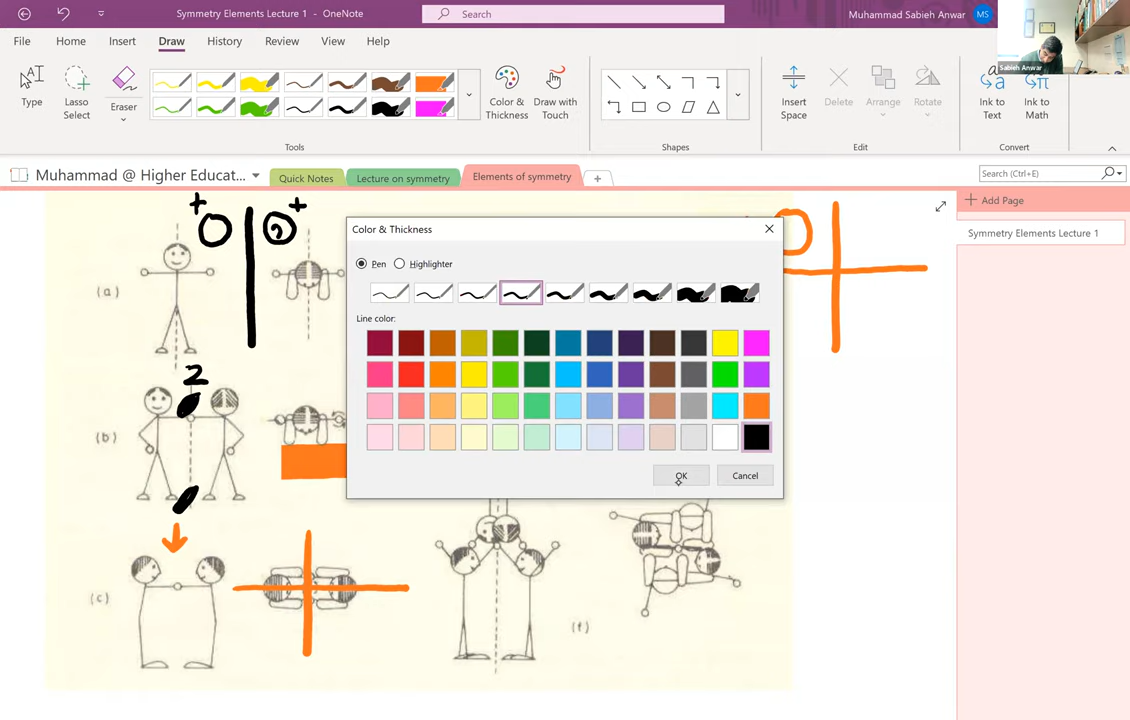 Symmetry Elements Lecture 1 - OneNote
Search
Muhammad Sabieh Anwar
MS
Sabieh Anwar
File
Home
Insert
Draw
History
Review
View
Help
Type
Lasso
Select
Eraser
Color &
Thickness
Draw with
Touch
Insert
Space
Delete
Arrange
Rotate
Ink to
Text
Ink to
Math
Tools
Shapes
Edit
Convert
Muhammad @ Higher Educat...
Quick Notes
Lecture on symmetry
Elements of symmetry
Search (Ctrl+E)
Add Page
Symmetry Elements Lecture 1
+
+
(a)
2
(b)
(c)
(f)
Color & Thickness
Pen
Highlighter
Line color:
OK
Cancel